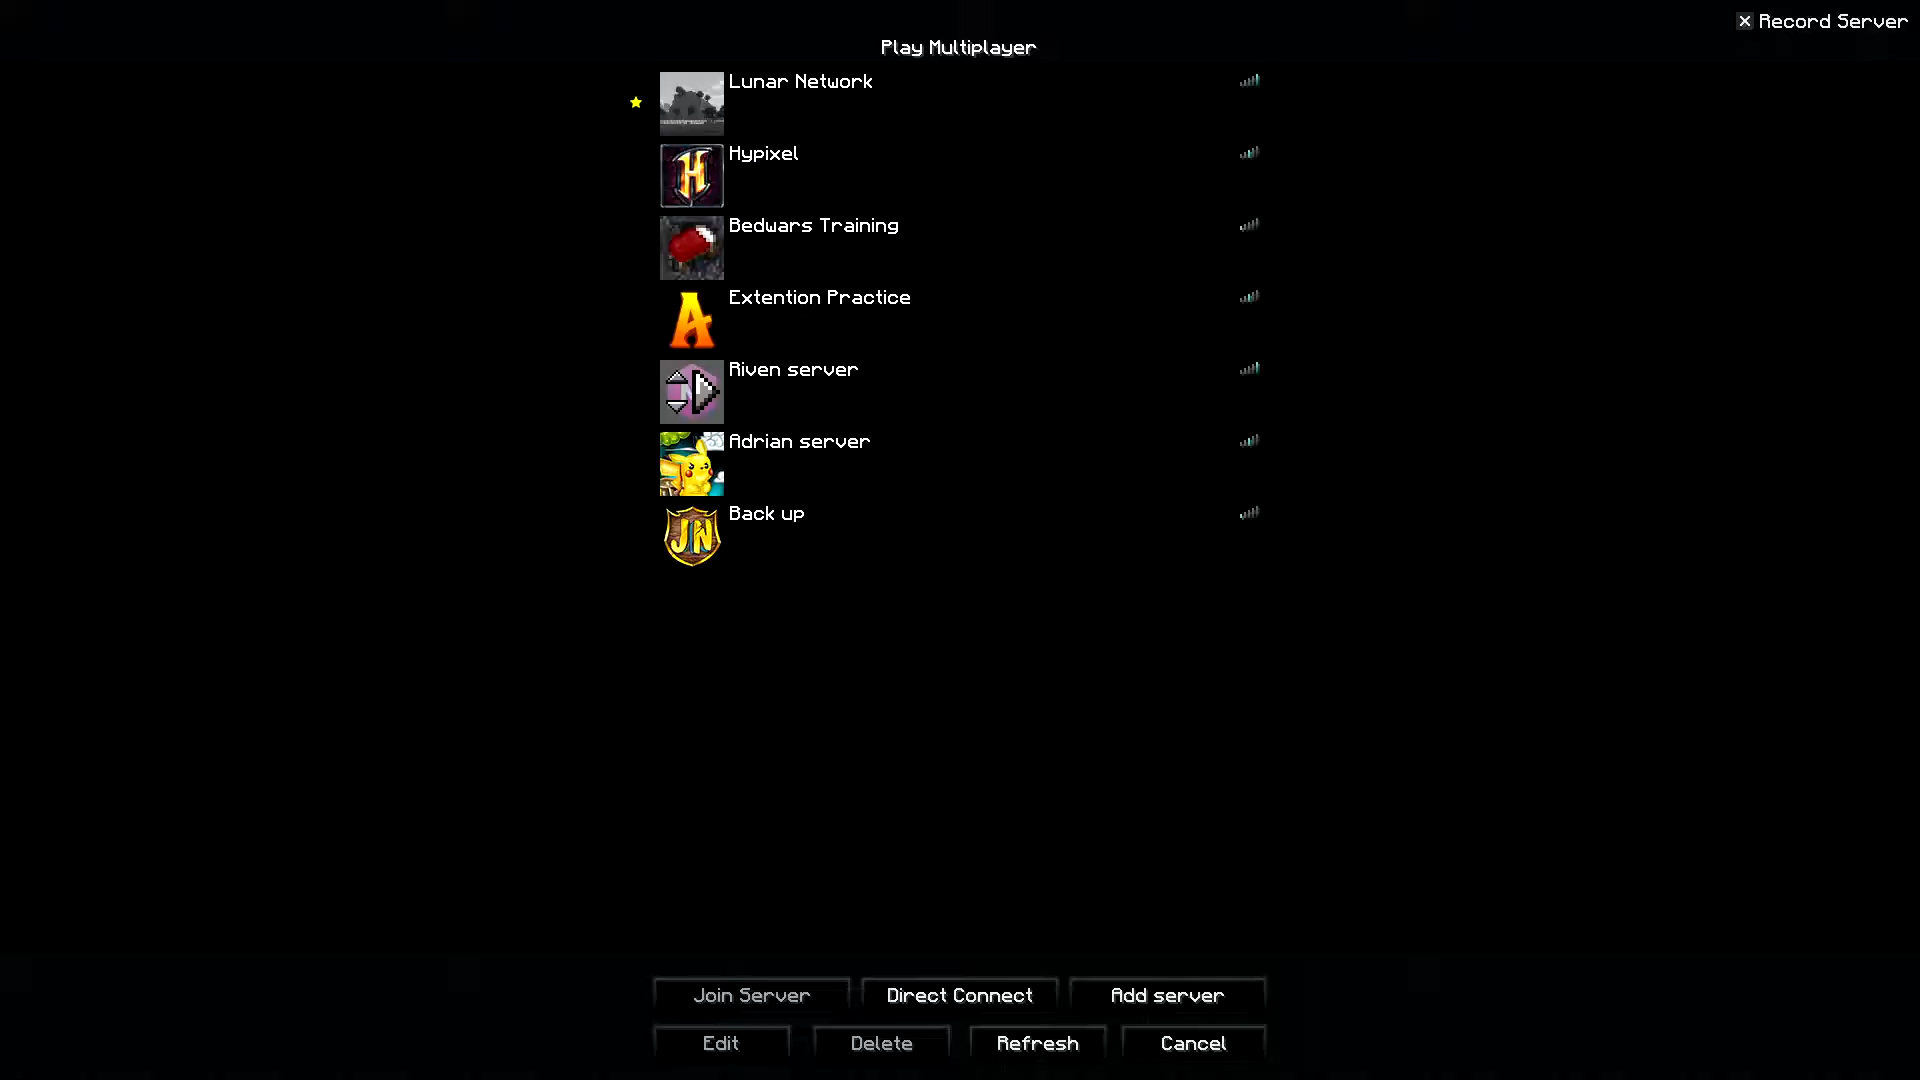 Record Server
Play Multiplayer
Lunar Network
Hypixel
H
Bedwars Training
Extention Practice
A
Riven server
Adrian server
Back up
JN
Join Server
Direct Connect
Add server
Edit
Delete
Refresh
Cancel